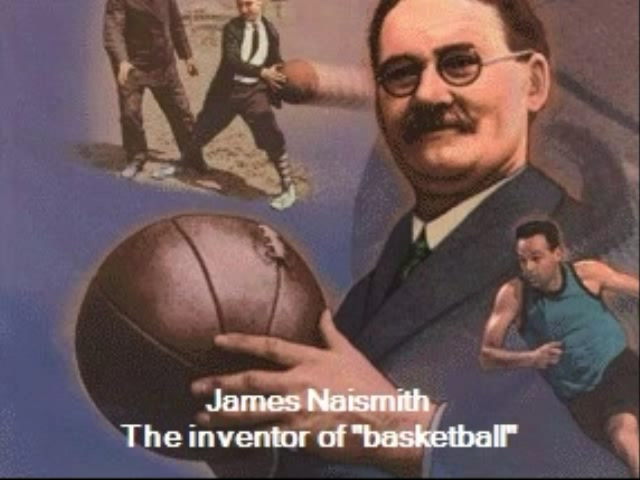 James Naismith
The inventor of "basketball"